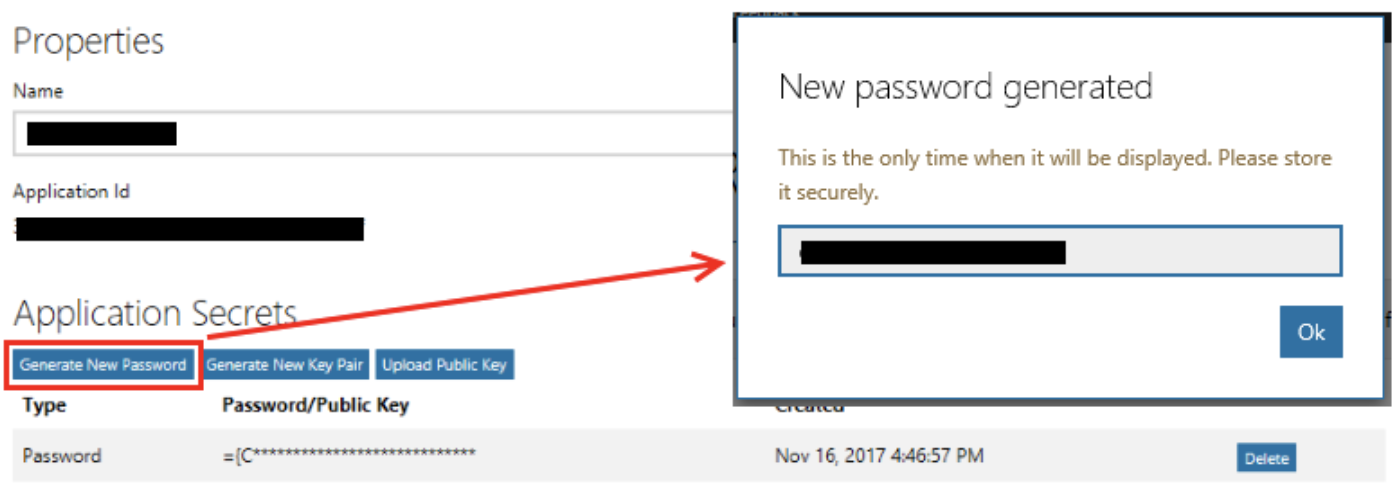 Properties
Name
Application Id
Application Secrets
Generate New Password Generate New Key Pair Upload Public Key
Type Password/Public Key Created
Password ={C**************************** Nov 16, 2017 4:46:57 PM Delete
New password generated
This is the only time when it will be displayed. Please store
it securely.
Ok